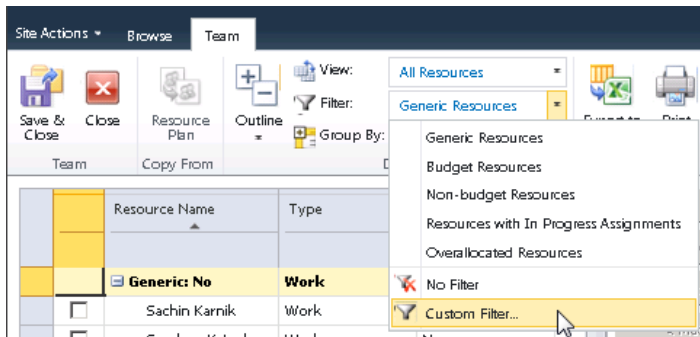 Site Actions Browse Team
View: All Resources
Filter: Generic Resources
Group By:
Save & Close Close Resource Plan Outline Print
Team Copy From
Generic Resources
Budget Resources
Non-budget Resources
Resources with In Progress Assignments
Overallocated Resources
No Filter
Custom Filter...
Resource Name Type
Generic: No Work
Sachin Karnik Work